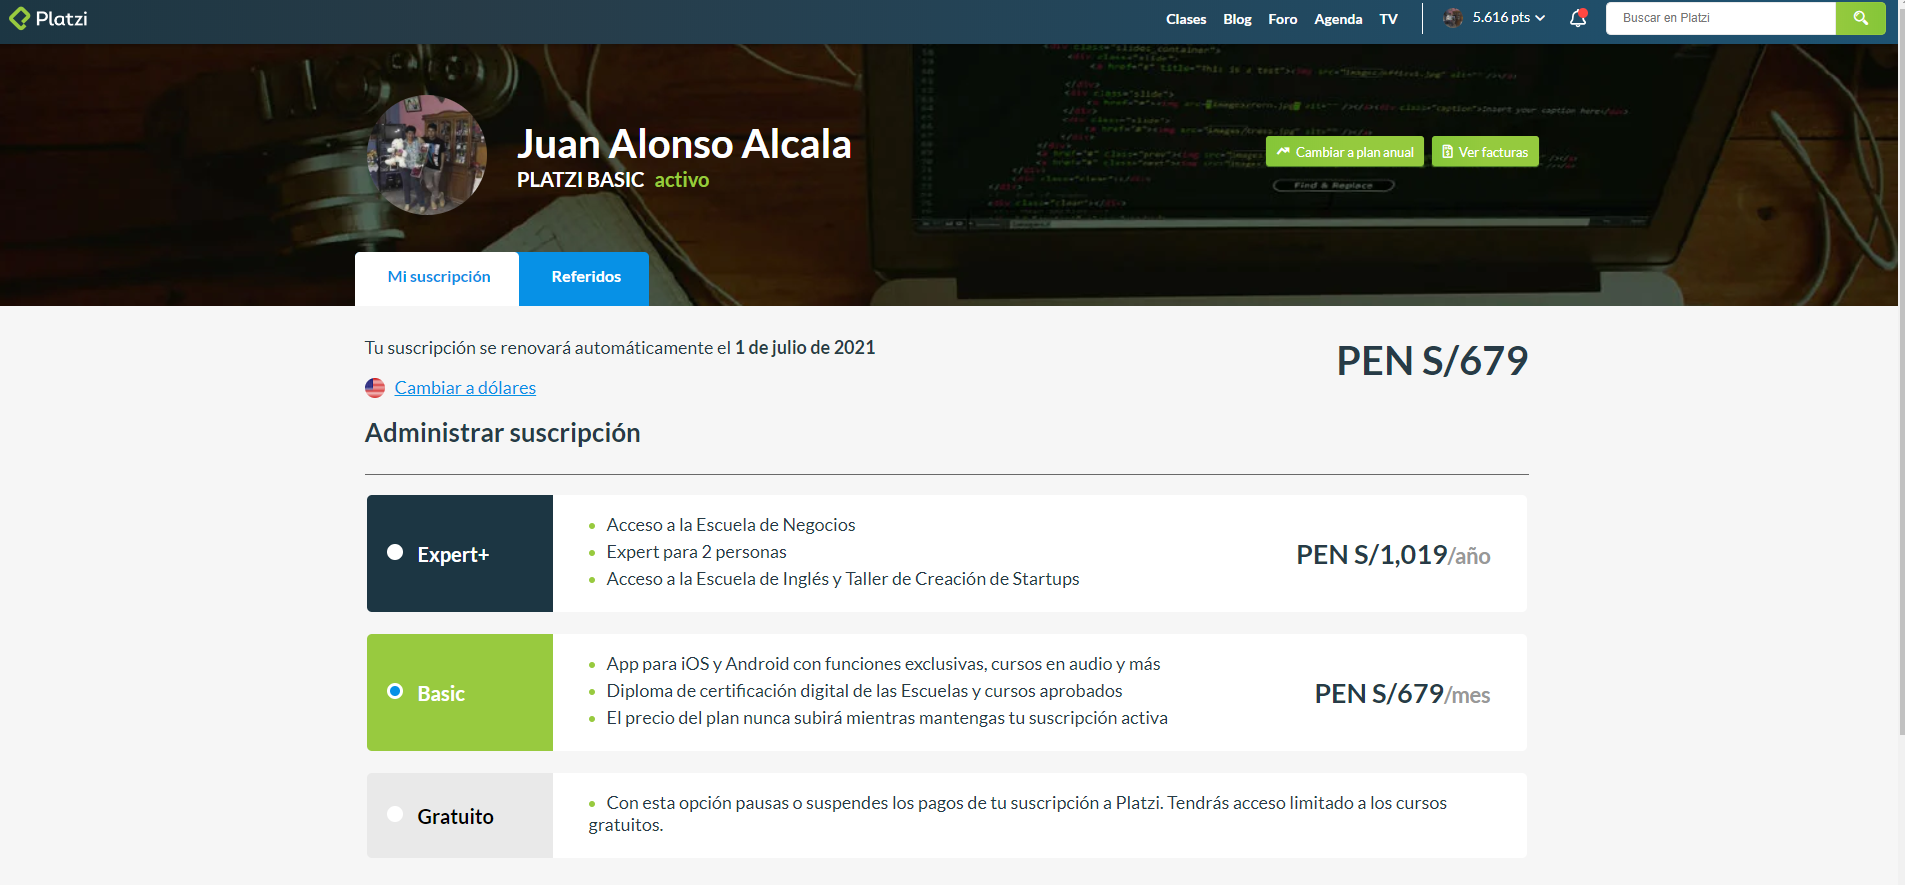 Platzi
Clases Blog Foro Agenda TV 5.616 pts Buscar en Platzi
Juan Alonso Alcala
PLATZI BASIC activo
Cambiar a plan anual Ver facturas
Find & Replace
Mi suscripción Referidos
Tu suscripción se renovará automáticamente el 1 de julio de 2021
PEN S/679
Cambiar a dólares
Administrar suscripción
Expert+
Acceso a la Escuela de Negocios
Expert para 2 personas
Acceso a la Escuela de Inglés y Taller de Creación de Startups
PEN S/1,019/año
Basic
App para iOS y Android con funciones exclusivas, cursos en audio y más
Diploma de certificación digital de las Escuelas y cursos aprobados
El precio del plan nunca subirá mientras mantengas tu suscripción activa
PEN S/679/mes
Gratuito
Con esta opción pausas o suspendes los pagos de tu suscripción a Platzi. Tendrás acceso limitado a los cursos
gratuitos.